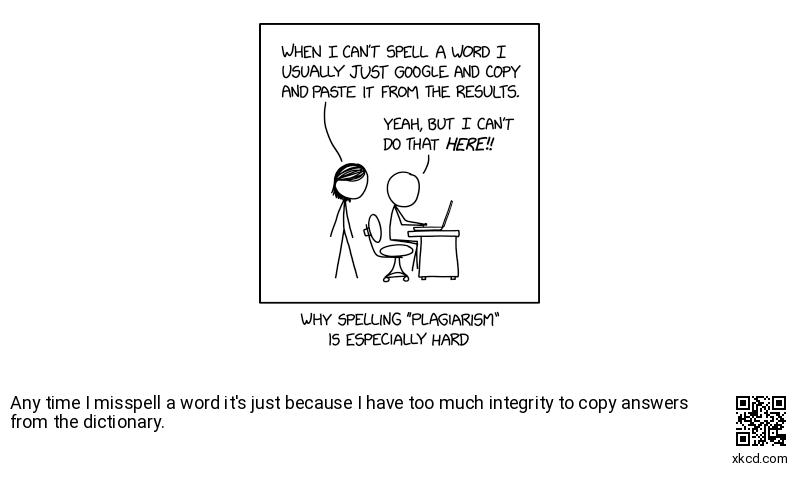 WHEN I CAN'T SPELL A WORD I
USUALLY JUST GOOGLE AND COPY
AND PASTE IT FROM THE RESULTS.
YEAH, BUT I CAN'T
DO THAT HERE!!
WHY SPELLING "PLAGIARISM"
IS ESPECIALLY HARD
Any time I misspell a word it's just because I have too much integrity to copy answers
from the dictionary.
xkcd.com